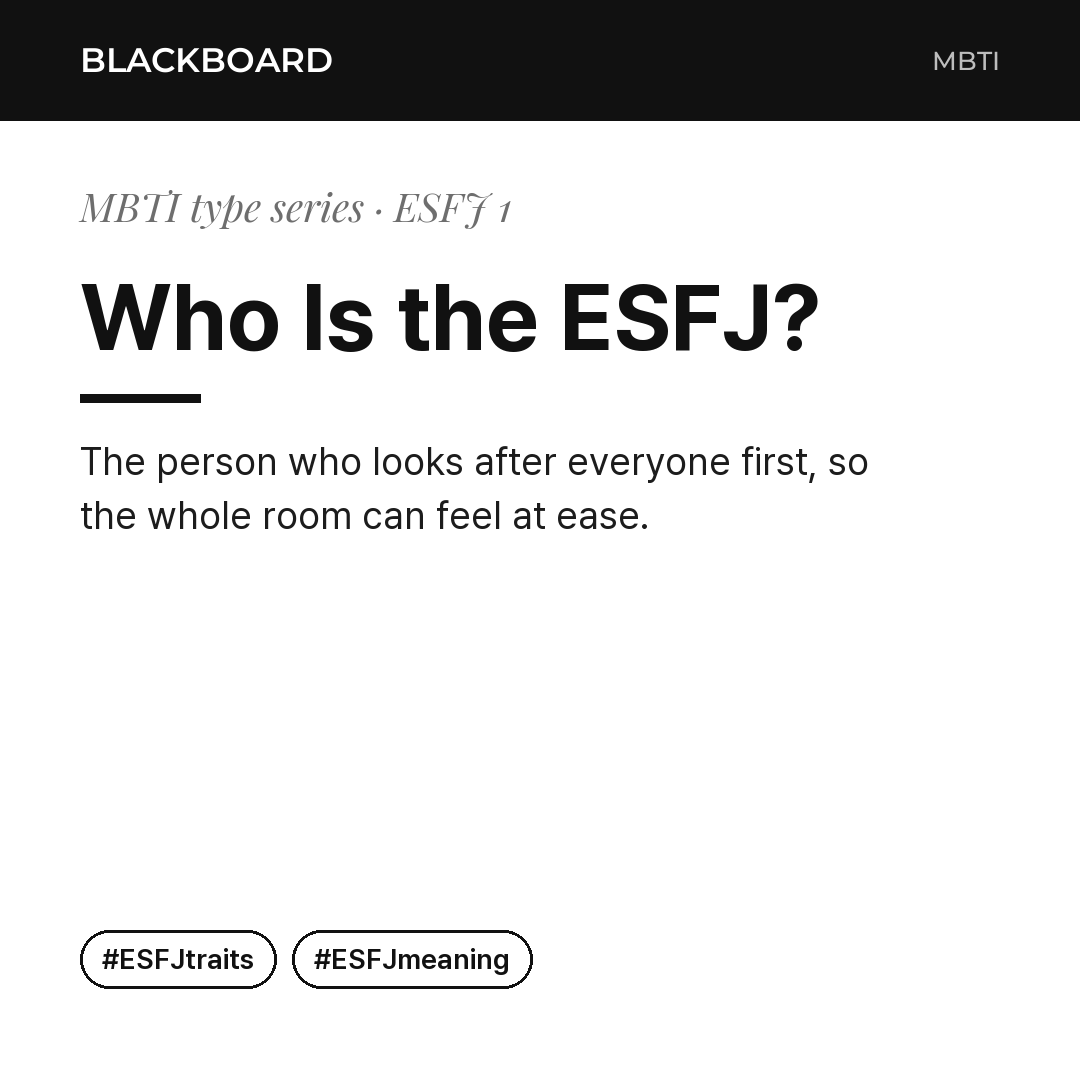 BLACKBOARD
MBTI
MBTI type series · ESFJ 1
Who Is the ESFJ?
The person who looks after everyone first, so
the whole room can feel at ease.
#ESFJtraits
#ESFJmeaning